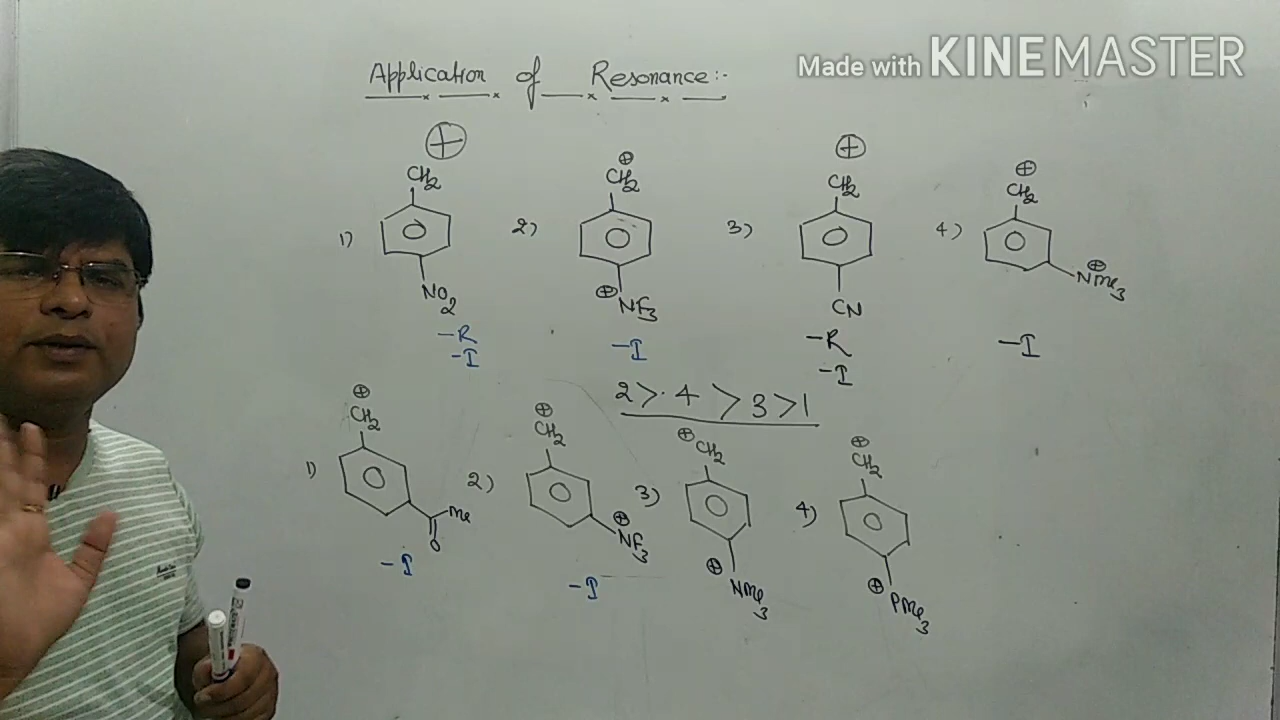 Made with KINEMASTER
Application of Resonance:-
1) ⊕ CH2 NO2 -R -I
2) ⊕ CH2 ⊕ NF3 -I
3) ⊕ CH2 CN -R -I
4) ⊕ CH2 ⊕ NMe3 -I
2 > 4 > 3 > 1
1) ⊕ CH2 Me O -I
2) ⊕ CH2 ⊕ NF3 -I
3) ⊕ CH2 ⊕ NMe3
4) ⊕ CH2 ⊕ PMe3